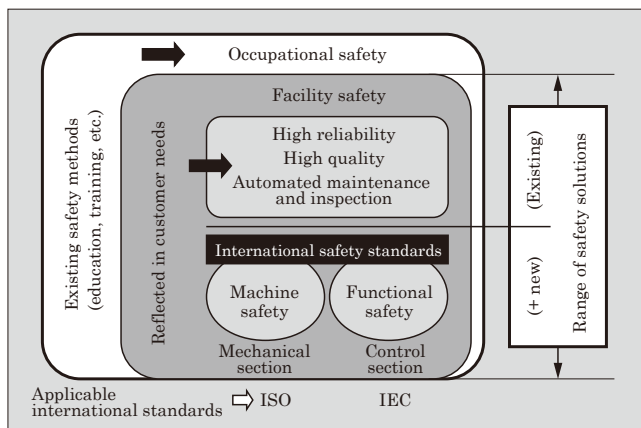 Occupational safety
Facility safety
Existing safety methods
(education, training, etc.)
Reflected in customer needs
High reliability
High quality
Automated maintenance
and inspection
International safety standards
Machine
safety
Functional
safety
Mechanical
section
Control
section
(Existing)
(+ new)
Range of safety solutions
Applicable
international standards
ISO
IEC